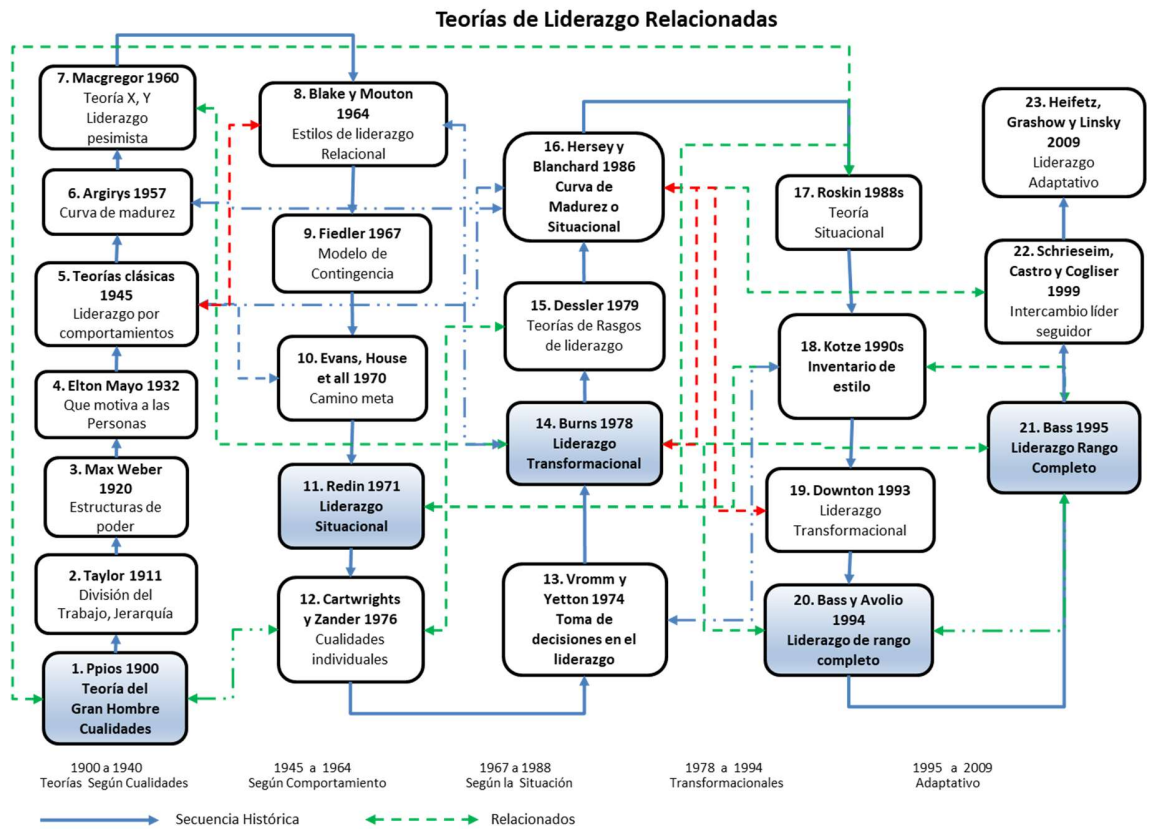 Teorías de Liderazgo Relacionadas
7. Macgregor 1960
Teoría X, Y
Liderazgo
pesimista
6. Argirys 1957
Curva de madurez
5. Teorías clásicas
1945
Liderazgo por
comportamientos
4. Elton Mayo 1932
Que motiva a las
Personas
3. Max Weber
1920
Estructuras de
poder
2. Taylor 1911
División del
Trabajo, Jerarquía
1. Ppios 1900
Teoría del
Gran Hombre
Cualidades
8. Blake y Mouton
1964
Estilos de liderazgo
Relacional
9. Fiedler 1967
Modelo de
Contingencia
10. Evans, House
et all 1970
Camino meta
11. Redin 1971
Liderazgo
Situacional
12. Cartwrights
y Zander 1976
Cualidades
individuales
16. Hersey y
Blanchard 1986
Curva de
Madurez o
Situacional
15. Dessler 1979
Teorías de Rasgos
de liderazgo
14. Burns 1978
Liderazgo
Transformacional
13. Vromm y
Yetton 1974
Toma de
decisiones en el
liderazgo
17. Roskin 1988s
Teoría
Situacional
18. Kotze 1990s
Inventario de
estilo
19. Downton 1993
Liderazgo
Transformacional
20. Bass y Avolio
1994
Liderazgo de rango
completo
23. Heifetz,
Grashow y Linsky
2009
Liderazgo
Adaptativo
22. Schrieseim,
Castro y Cogliser
1999
Intercambio líder
seguidor
21. Bass 1995
Liderazgo Rango
Completo
1900 a 1940
Teorías Según Cualidades
1945 a 1964
Según Comportamiento
1967 a 1988
Según la Situación
1978 a 1994
Transformacionales
1995 a 2009
Adaptativo
Secuencia Histórica
Relacionados